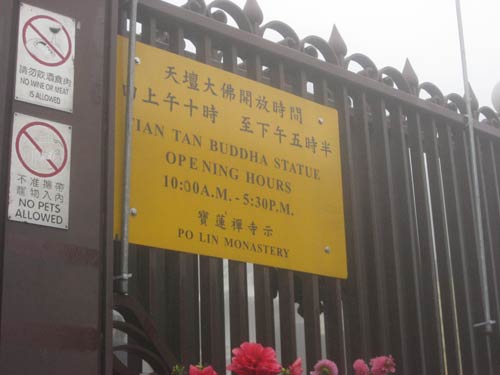 請勿飲酒食肉
NO WINE OR MEAT
IS ALLOWED
不准攜帶
寵物入內
NO PETS
ALLOWED
天壇大佛開放時間
由上午十時 至下午五時半
TIAN TAN BUDDHA STATUE
OPENING HOURS
10:00A.M. - 5:30P.M.
寶蓮禪寺示
PO LIN MONASTERY